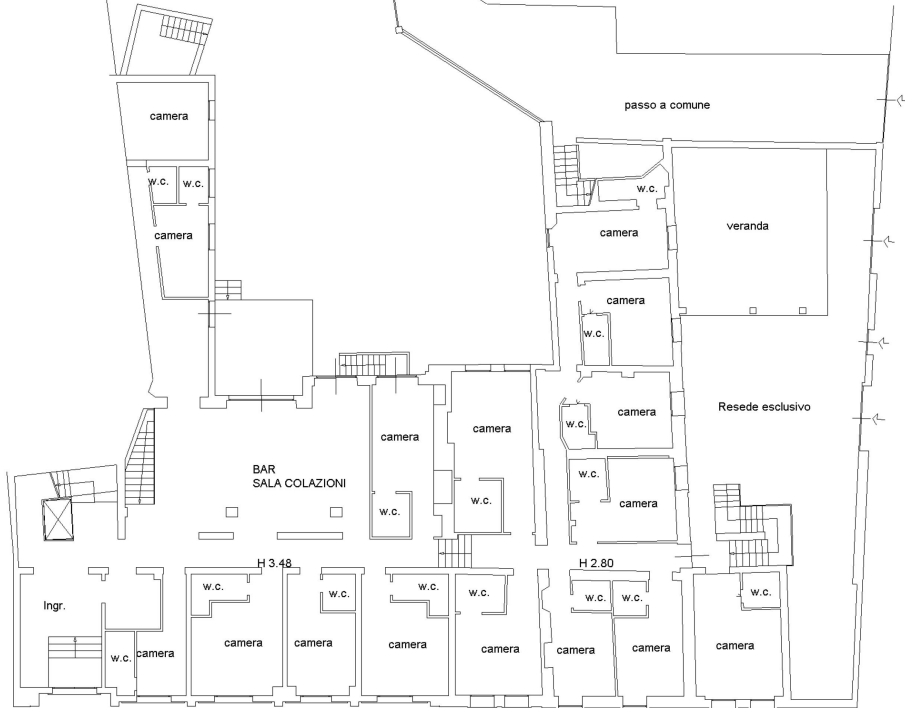 passo a comune
camera
w.c.
w.c.
w.c.
veranda
camera
camera
camera
w.c.
Resede esclusivo
camera
w.c.
camera
camera
BAR
SALA COLAZIONI
w.c.
camera
w.c.
w.c.
H 3.48
H 2.80
w.c.
w.c.
w.c.
w.c.
w.c.
w.c.
w.c.
Ingr.
camera
camera
camera
camera
camera
camera
camera
camera
w.c.
camera